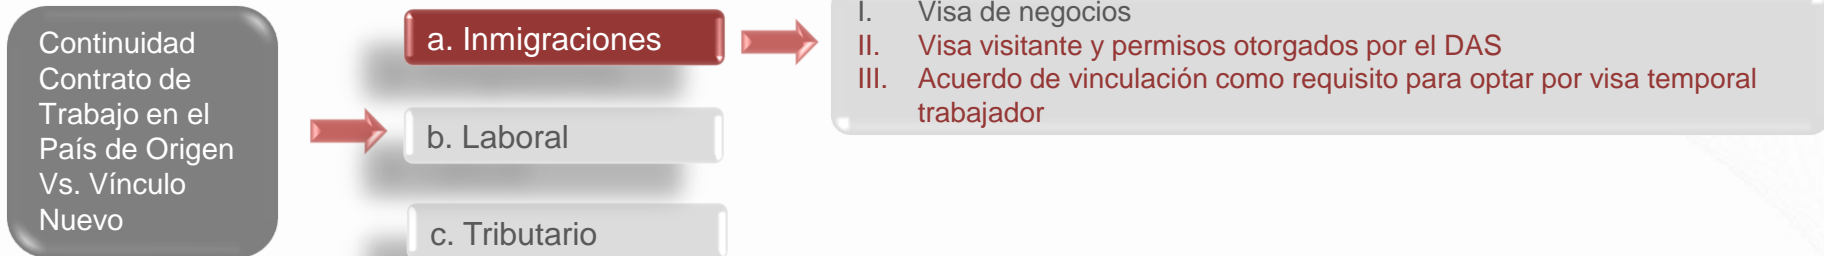 Continuidad
Contrato de
Trabajo en el
País de Origen
Vs. Vínculo
Nuevo
a. Inmigraciones
b. Laboral
c. Tributario
I. Visa de negocios
II. Visa visitante y permisos otorgados por el DAS
III. Acuerdo de vinculación como requisito para optar por visa temporal
trabajador